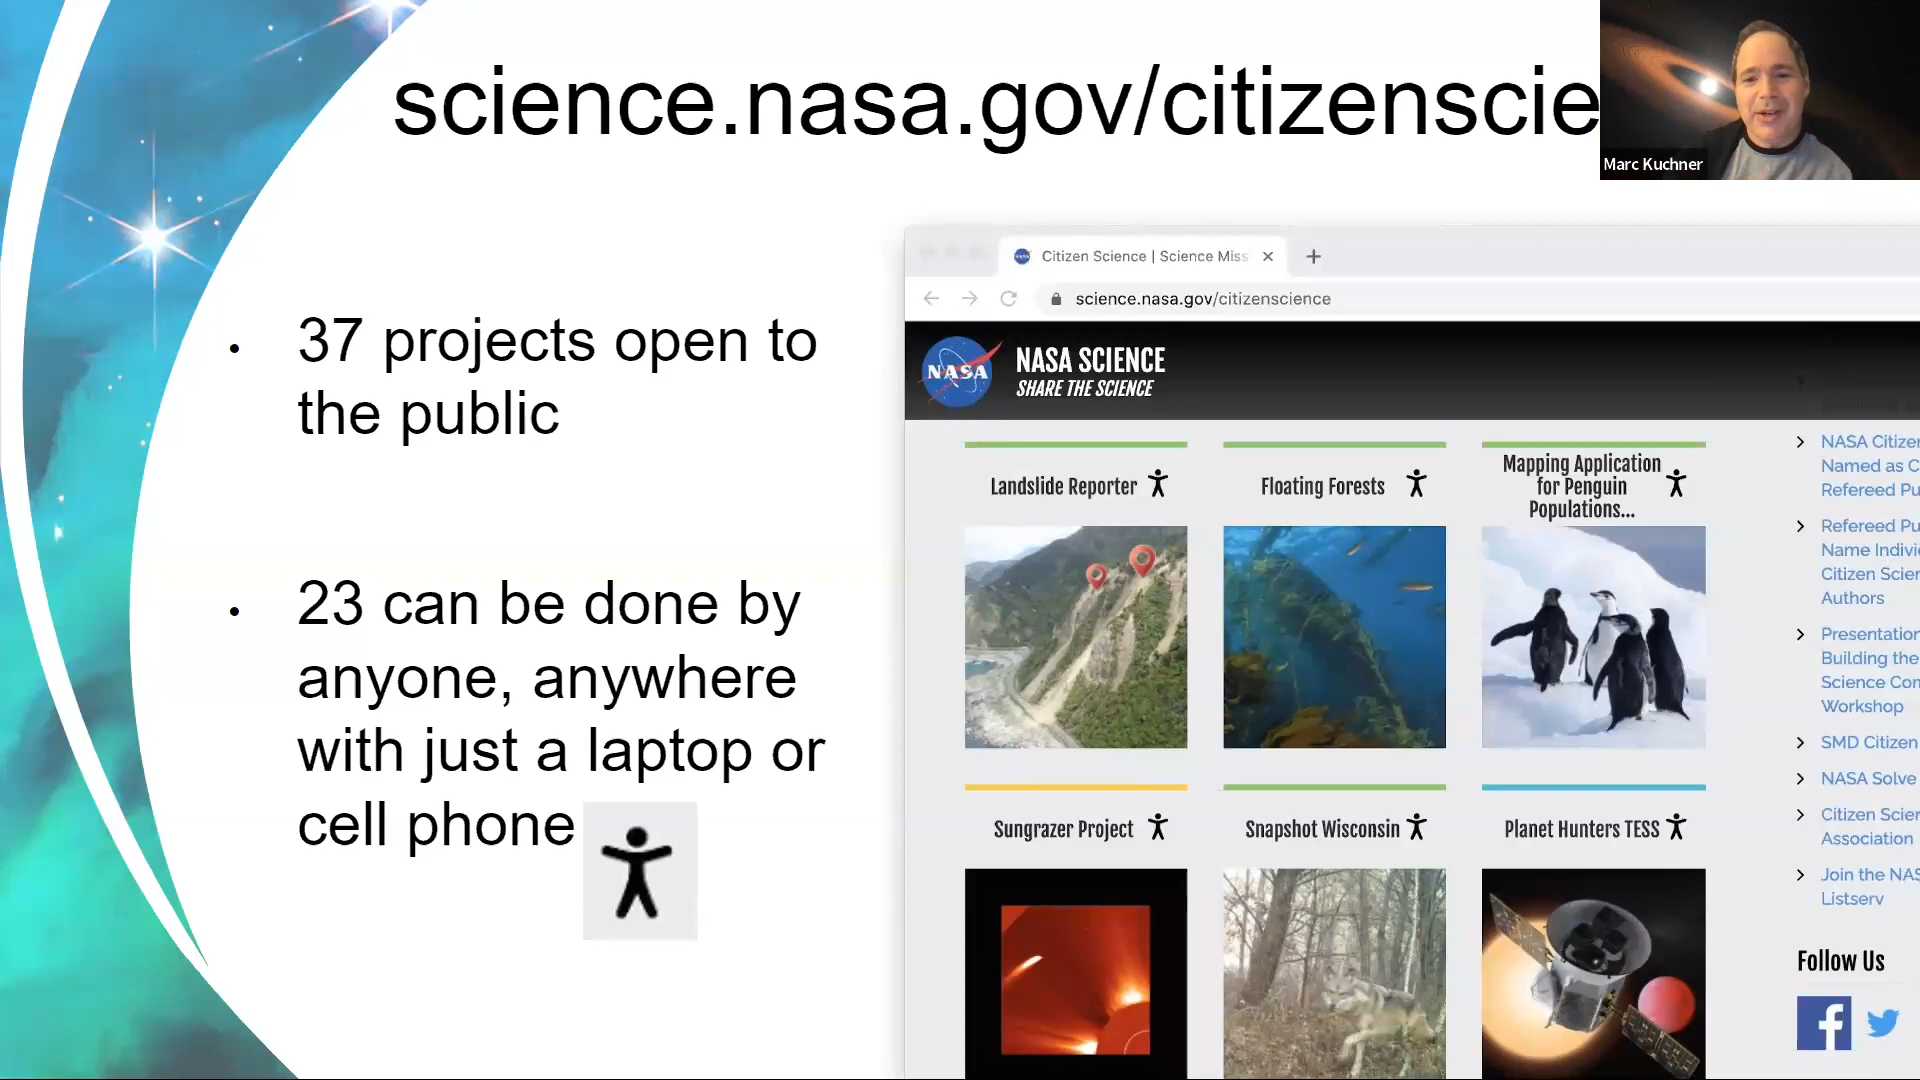 science.nasa.gov/citizenscie
Marc Kuchner
• 37 projects open to
the public
• 23 can be done by
anyone, anywhere
with just a laptop or
cell phone
Citizen Science | Science Miss
science.nasa.gov/citizenscience
NASA
NASA SCIENCE
SHARE THE SCIENCE
Landslide Reporter
Floating Forests
Mapping Application
for Penguin
Populations...
Sungrazer Project
Snapshot Wisconsin
Planet Hunters TESS
NASA Citize
Named as C
Refereed Pu
Refereed Pu
Name Indivi
Citizen Scier
Authors
Presentation
Building the
Science Con
Workshop
SMD Citizen
NASA Solve
Citizen Scier
Association
Join the NAS
Listserv
Follow Us